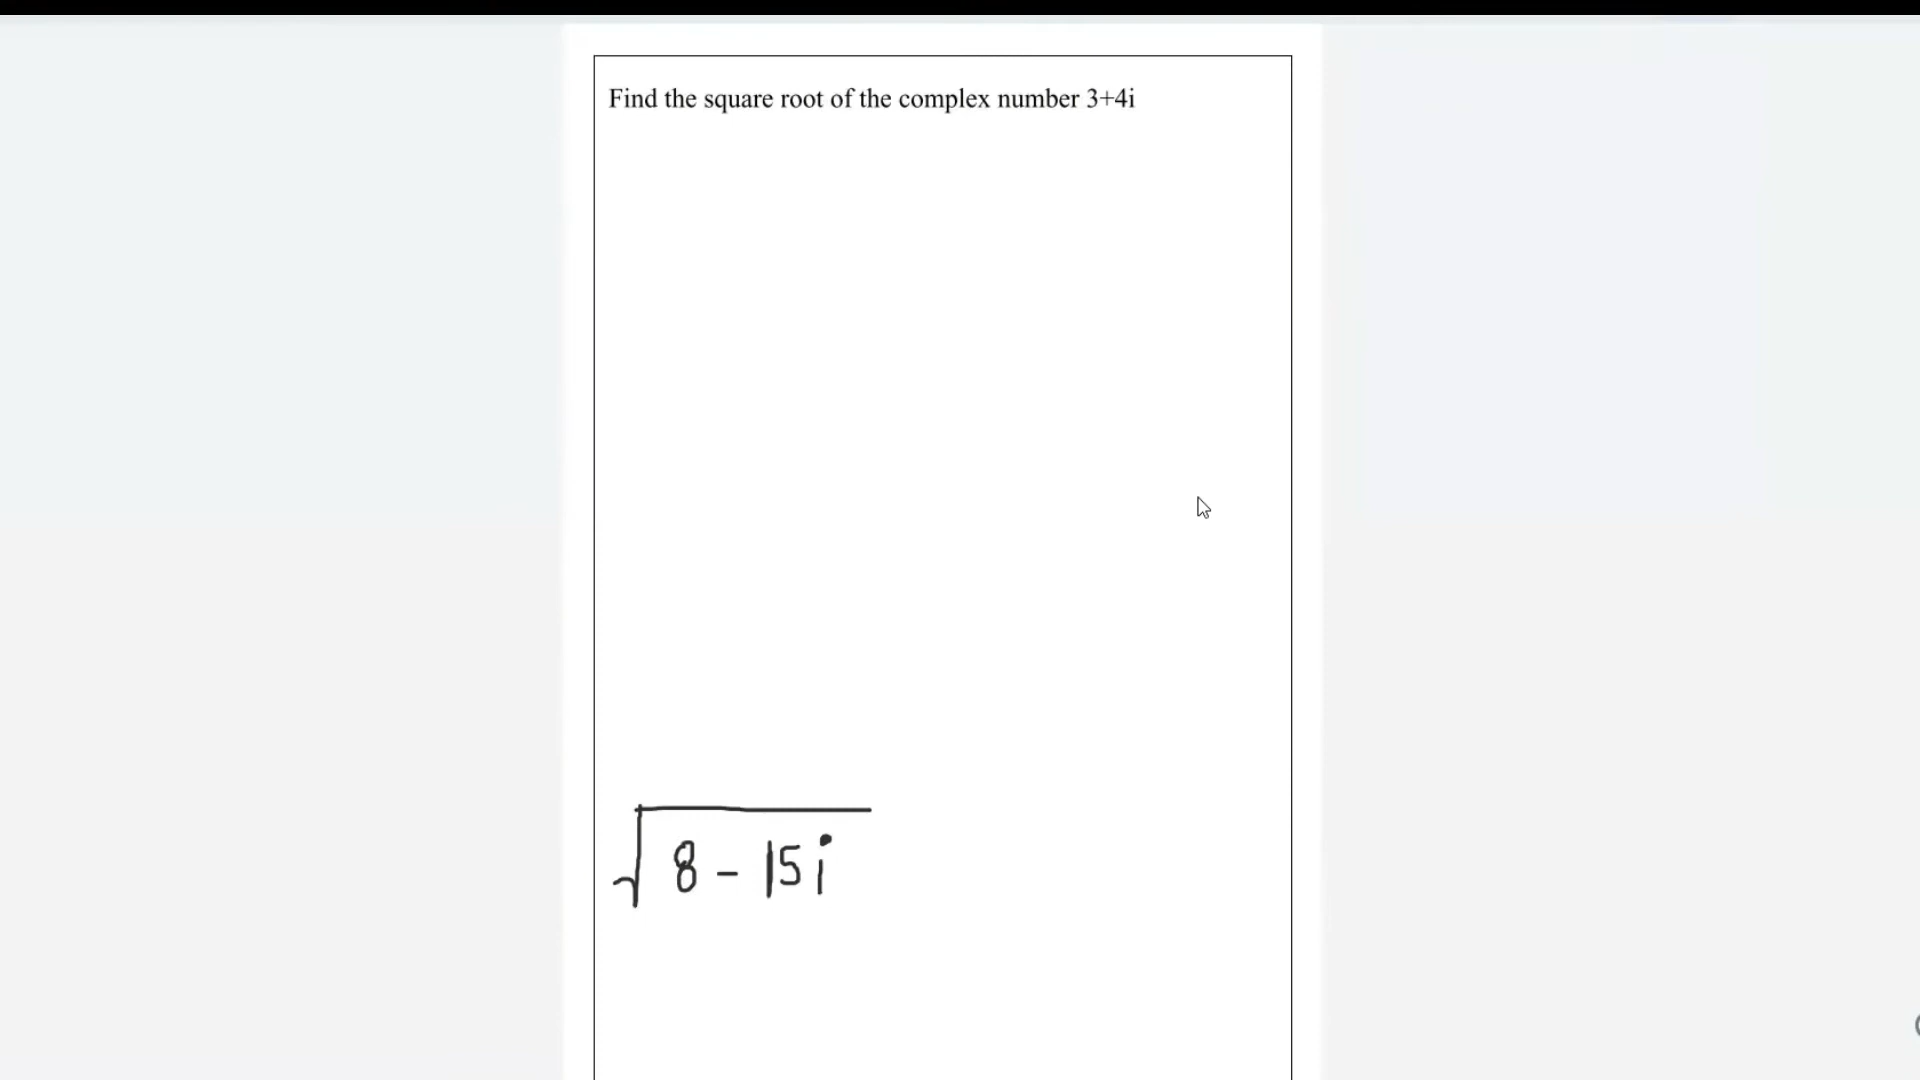 Find the square root of the complex number 3+4i
√8 - 15i